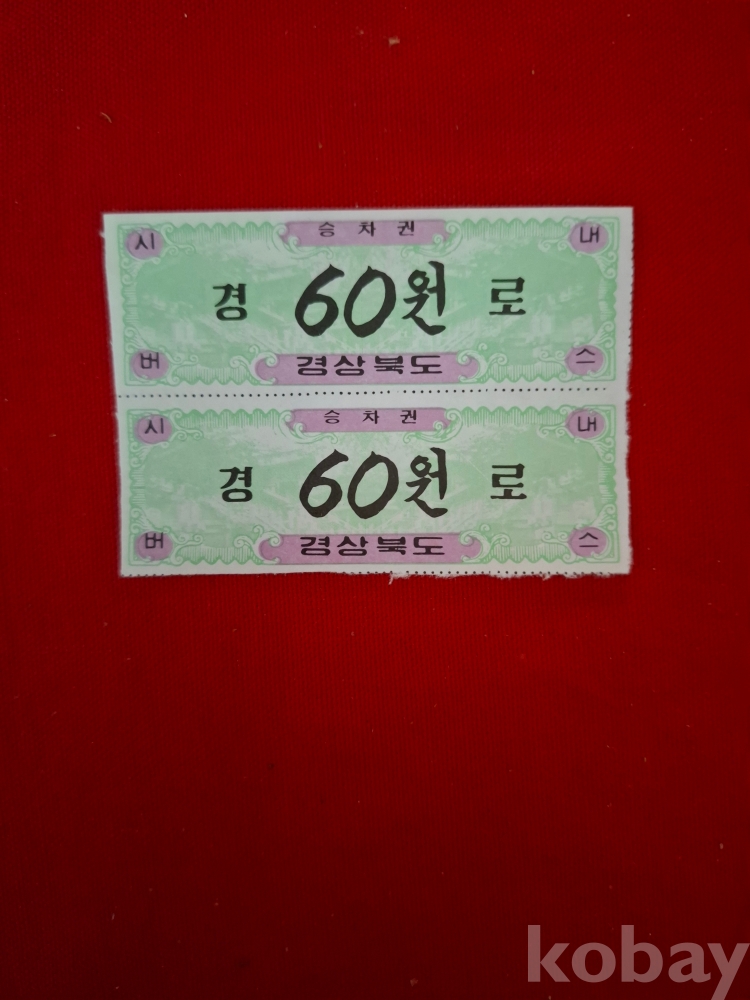 시 승차권 내
경 60원 로
버 경상북도 스
시 승차권 내
경 60원 로
버 경상북도 스
kobay